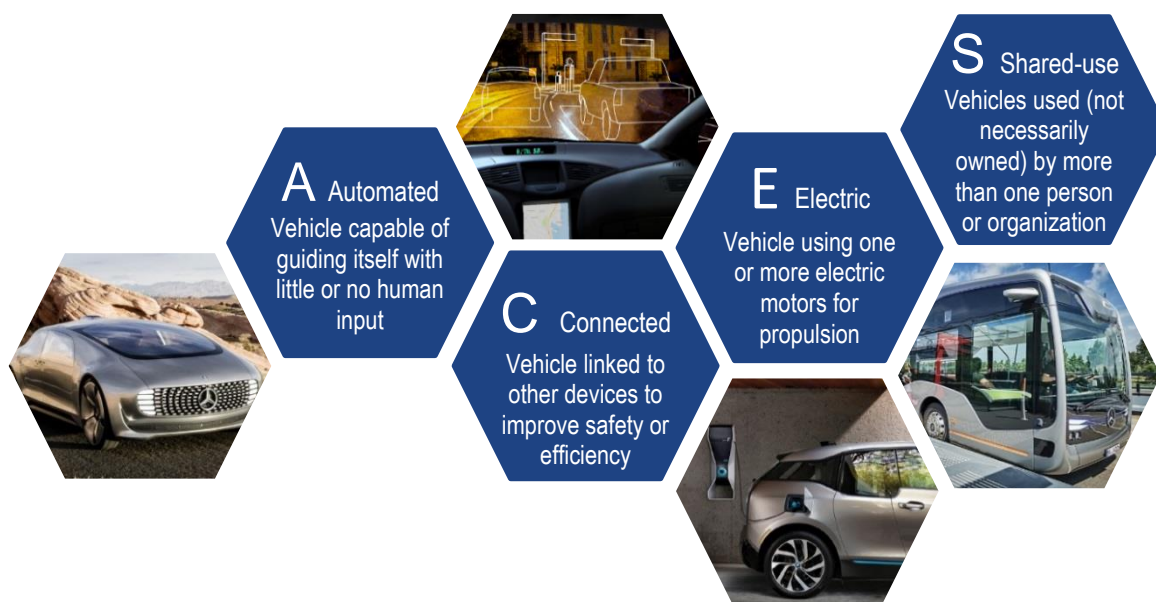 A Automated
Vehicle capable of
guiding itself with
little or no human
input
C Connected
Vehicle linked to
other devices to
improve safety or
efficiency
E Electric
Vehicle using one
or more electric
motors for
propulsion
S Shared-use
Vehicles used (not
necessarily
owned) by more
than one person
or organization